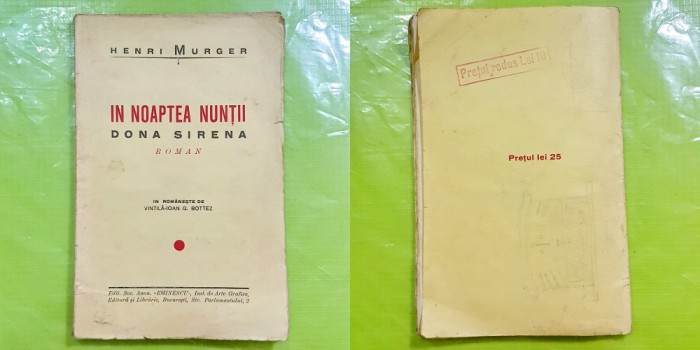 HENRI MURGER
IN NOAPTEA NUNȚII
DONA SIRENA
ROMAN
IN ROMÂNEȘTE DE
VINTILĂ-IOAN G. BOTTEZ
Edit. Soc. Anon. «EMINESCU», Inst. de Arte Grafice,
Editură și Librărie, București, Str. Parlamentului, 2
Prețul redus Lei 10
Prețul lei 25